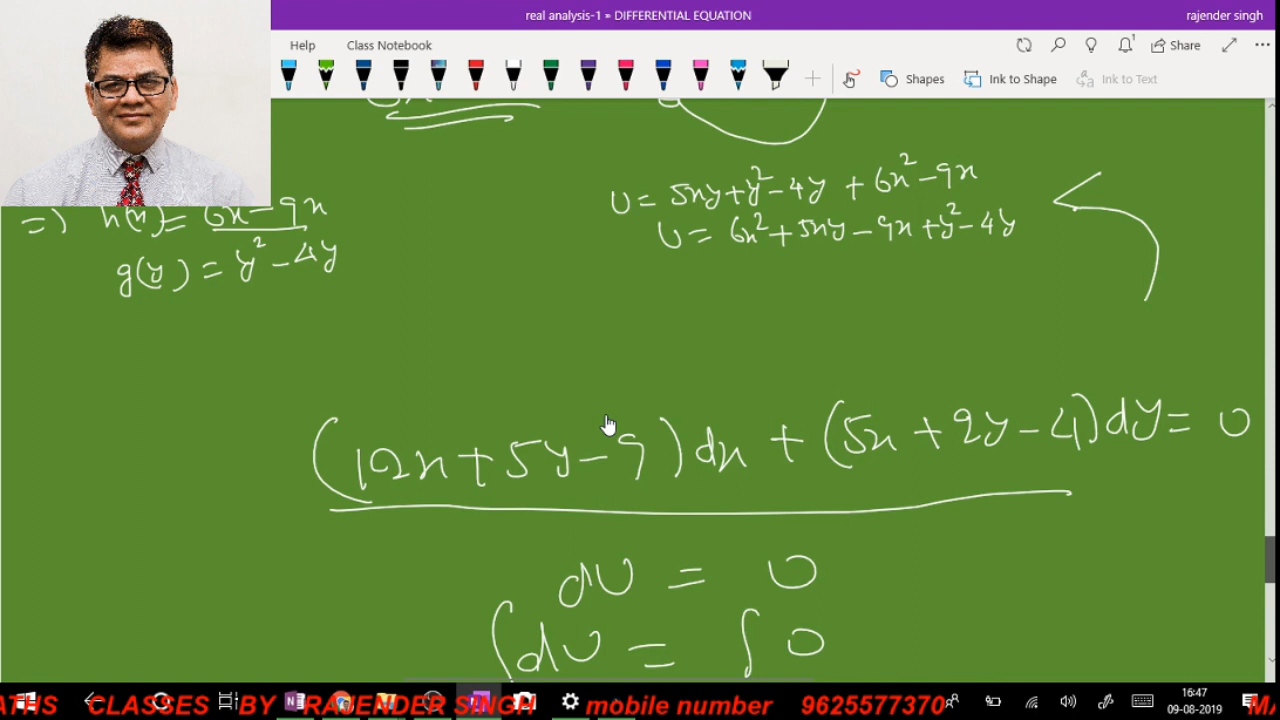 real analysis-1 » DIFFERENTIAL EQUATION
rajender singh
Help Class Notebook
Share
Shapes Ink to Shape Ink to Text
U = 5xy + y² - 4y + 6x² - 9x
U = 6x² + 5xy - 9x + y² - 4y
=) h(x) = 6x - 9x
g(y) = y² - 4y
(12x + 5y - 9) dx + (5x + 2y - 4) dy = 0
dU = 0
∫dU = ∫0
ATHS CLASSES BY RAJENDER SINGH mobile number 9625577370
16:47
09-08-2019